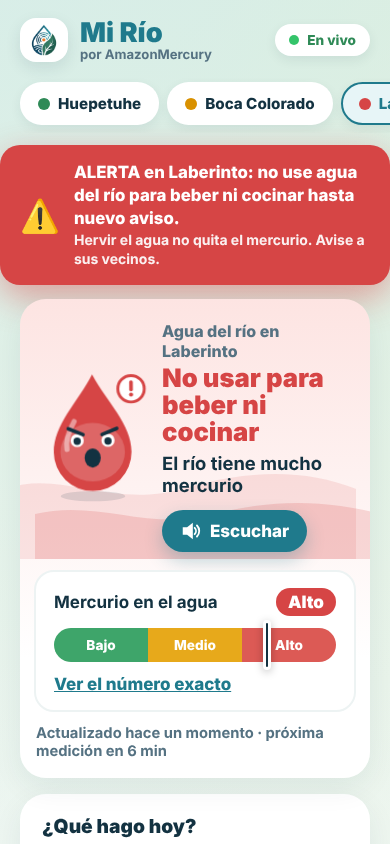 Mi Río
por AmazonMercury
En vivo
Huepetuhe
Boca Colorado
ALERTA en Laberinto: no use agua
del río para beber ni cocinar hasta
nuevo aviso.
Hervir el agua no quita el mercurio. Avise a
sus vecinos.
Agua del río en
Laberinto
No usar para
beber ni
cocinar
El río tiene mucho
mercurio
Escuchar
Mercurio en el agua
Alto
Bajo
Medio
Alto
Ver el número exacto
Actualizado hace un momento · próxima
medición en 6 min
¿Qué hago hoy?